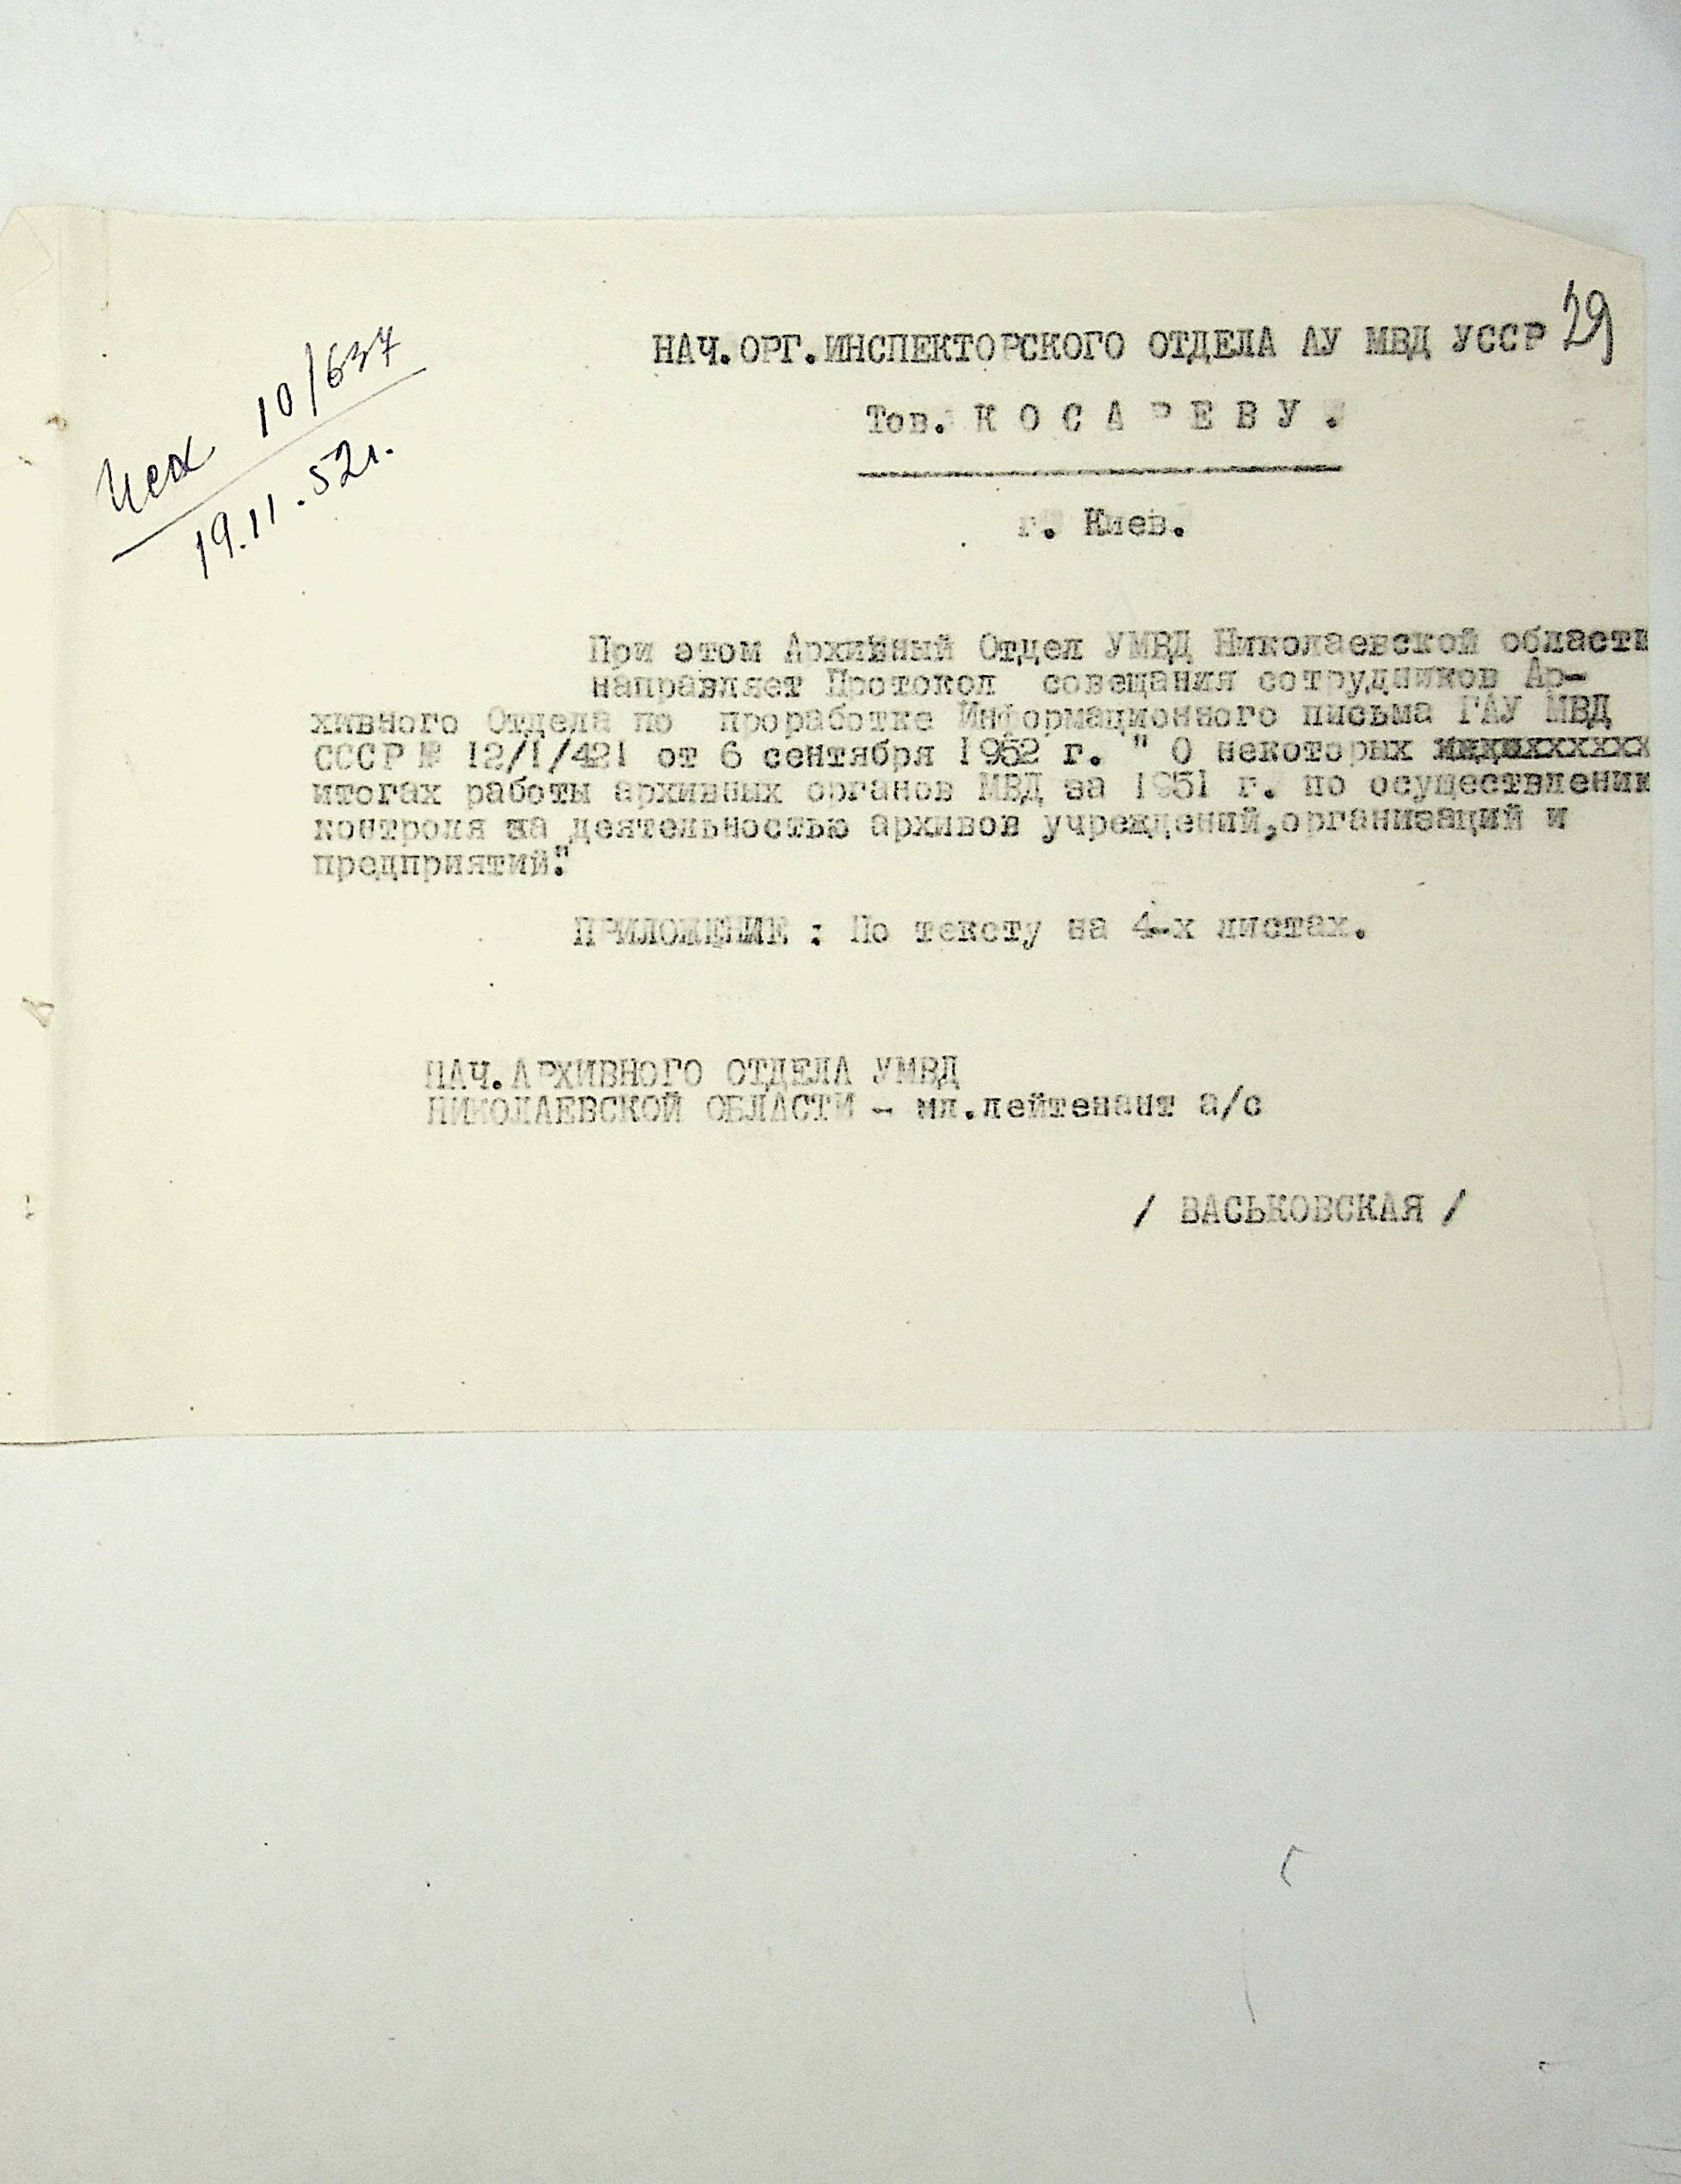 29
Исх 10/637
19.11.52г.
НАЧ.ОРГ.ИНСПЕКТОРСКОГО ОТДЕЛА АУ МВД УССР
Тов. К О С А Р Е В У .
г. Киев.
При этом Архивный Отдел УМВД Николаевской области
направляет Протокол совещания сотрудников Ар-
хивного Отдела по проработке Информационного письма ГАУ МВД
СССР № 12/1/421 от 6 сентября 1952 г. " О некоторых
итогах работы архивных органов МВД за 1951 г. по осуществлению
контроля за деятельностью архивов учреждений,организаций и
предприятий".
ПРИЛОЖЕНИЕ : По тексту на 4-х листах.
НАЧ.АРХИВНОГО ОТДЕЛА УМВД
НИКОЛАЕВСКОЙ ОБЛАСТИ - мл.лейтенант а/с
/ ВАСЬКОВСКАЯ /